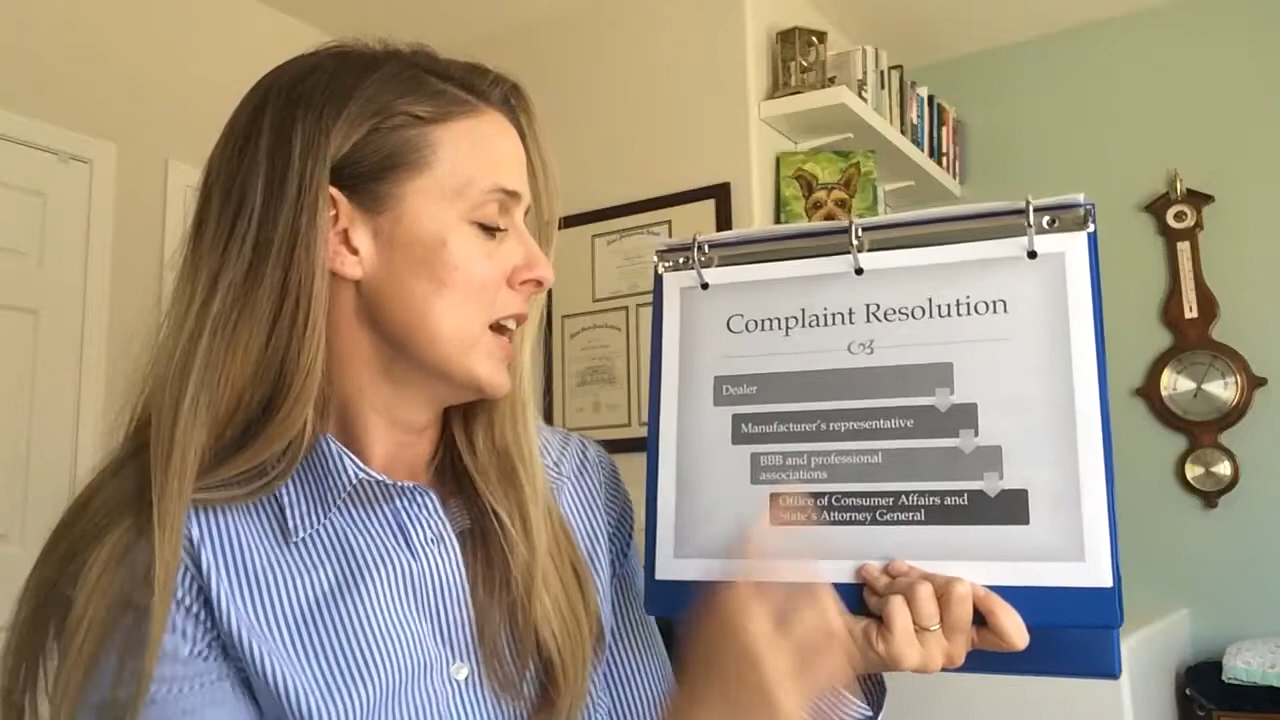 Complaint Resolution
Dealer
Manufacturer's representative
BBB and professional
associations
Office of Consumer Affairs and
State's Attorney General